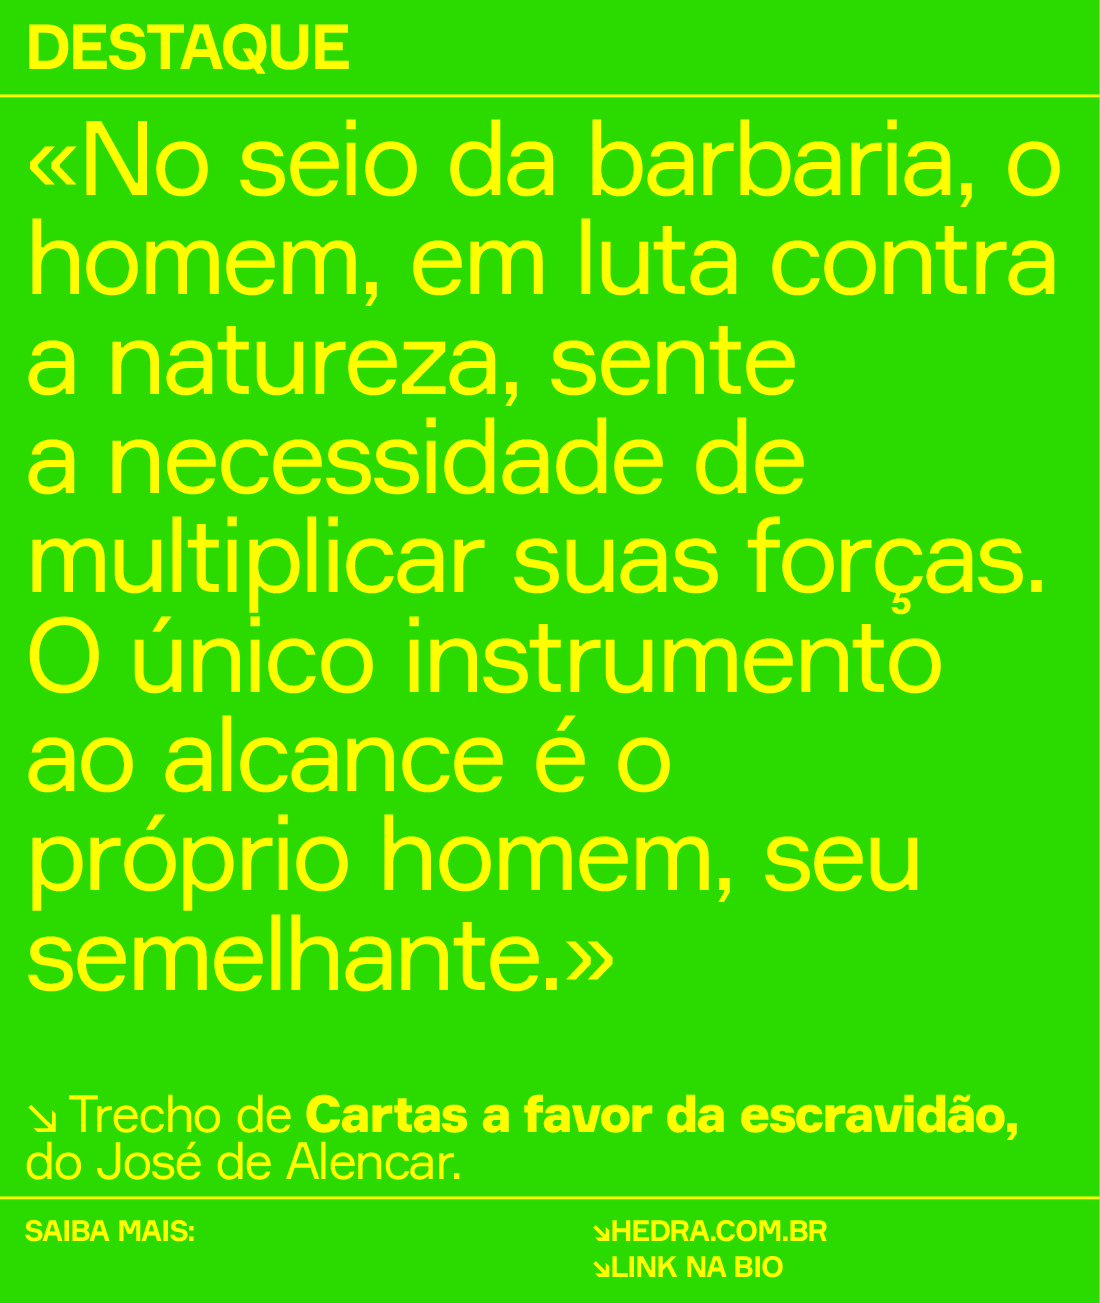 DESTAQUE
«No seio da barbaria, o
homem, em luta contra
a natureza, sente
a necessidade de
multiplicar suas forças.
O único instrumento
ao alcance é o
próprio homem, seu
semelhante.»
↘ Trecho de Cartas a favor da escravidão,
do José de Alencar.
SAIBA MAIS:
↘HEDRA.COM.BR
↘LINK NA BIO